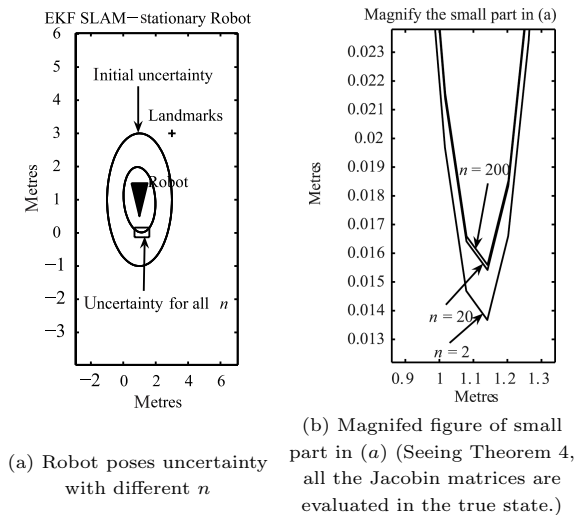 EKF SLAM−stationary Robot
6
5
4
3
2
1
0
−1
−2
−3
Metres
Initial uncertainty
Landmarks
Robot
Uncertainty for all n
−2 0 2 4 6
Metres
(a) Robot poses uncertainty
with different n
Magnify the small part in (a)
0.023
0.022
0.021
0.02
0.019
0.018
0.017
0.016
0.015
0.014
0.013
Metres
n = 200
n = 20
n = 2
0.9 1 1.1 1.2 1.3
Metres
(b) Magnifed figure of small
part in (a) (Seeing Theorem 4,
all the Jacobin matrices are
evaluated in the true state.)